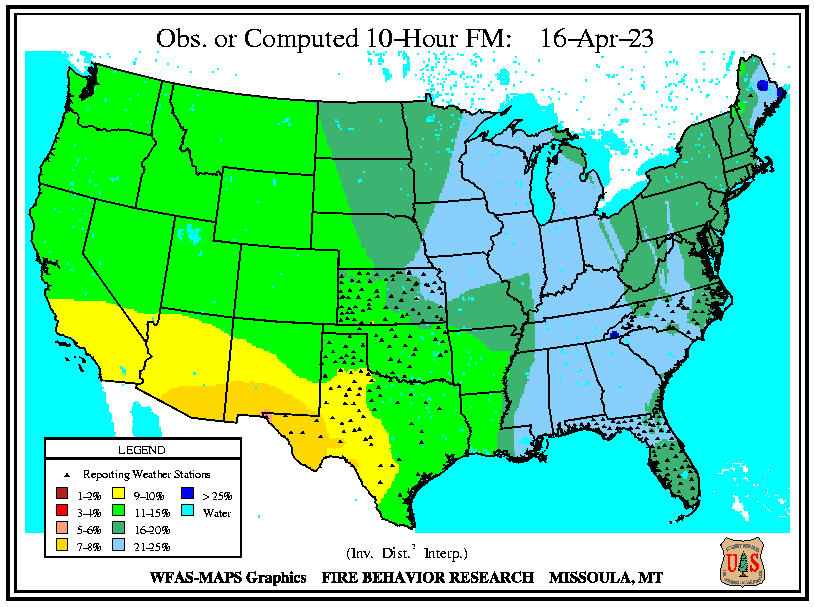 Obs. or Computed 10-Hour FM: 16-Apr-23
LEGEND
Reporting Weather Stations
1-2% 9-10% > 25%
3-4% 11-15% Water
5-6% 16-20%
7-8% 21-25%
(Inv. Dist.² Interp.)
WFAS-MAPS Graphics FIRE BEHAVIOR RESEARCH MISSOULA, MT
U S